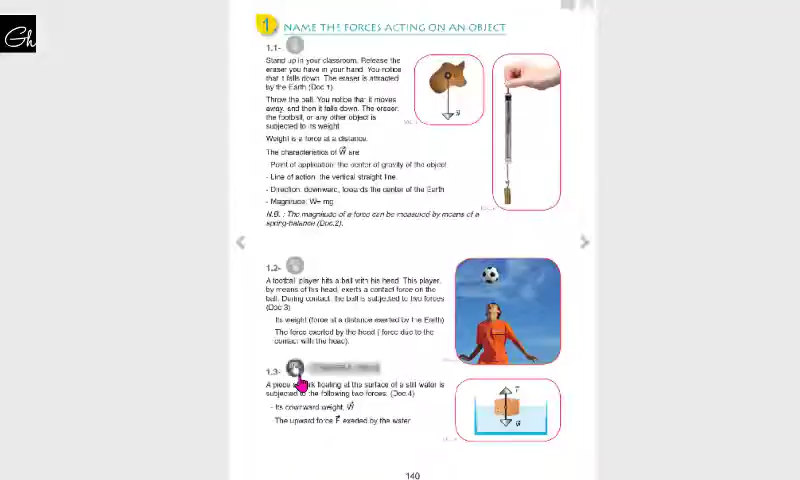 Gh
1. NAME THE FORCES ACTING ON AN OBJECT
1.1-
Stand up in your classroom. Release the
eraser you have in your hand. You notice
that it falls down. The eraser is attracted
by the Earth (Doc.1)
Throw the ball. You notice that it moves
away, and then it falls down. The eraser,
the football, or any other object is
subjected to its weight
Weight is a force at a distance.
The characteristics of W⃗ are
Point of application: the center of gravity of the object
- Line of action: the vertical straight line
- Direction: downward, towards the center of the Earth
- Magnitude: W= mg
N.B. : The magnitude of a force can be measured by means of a
spring-balance (Doc.2).
1.2-
A football player hits a ball with his head. This player,
by means of his head, exerts a contact force on the
ball. During contact, the ball is subjected to two forces
(Doc 3)
Its weight (force at a distance exerted by the Earth)
The force exerted by the head ( force due to the
contact with the head).
1.3-
A piece of cork floating at the surface of a still water is
subjected to the following two forces: (Doc.4)
- Its downward weight, W⃗
The upward force F⃗ exerted by the water
140